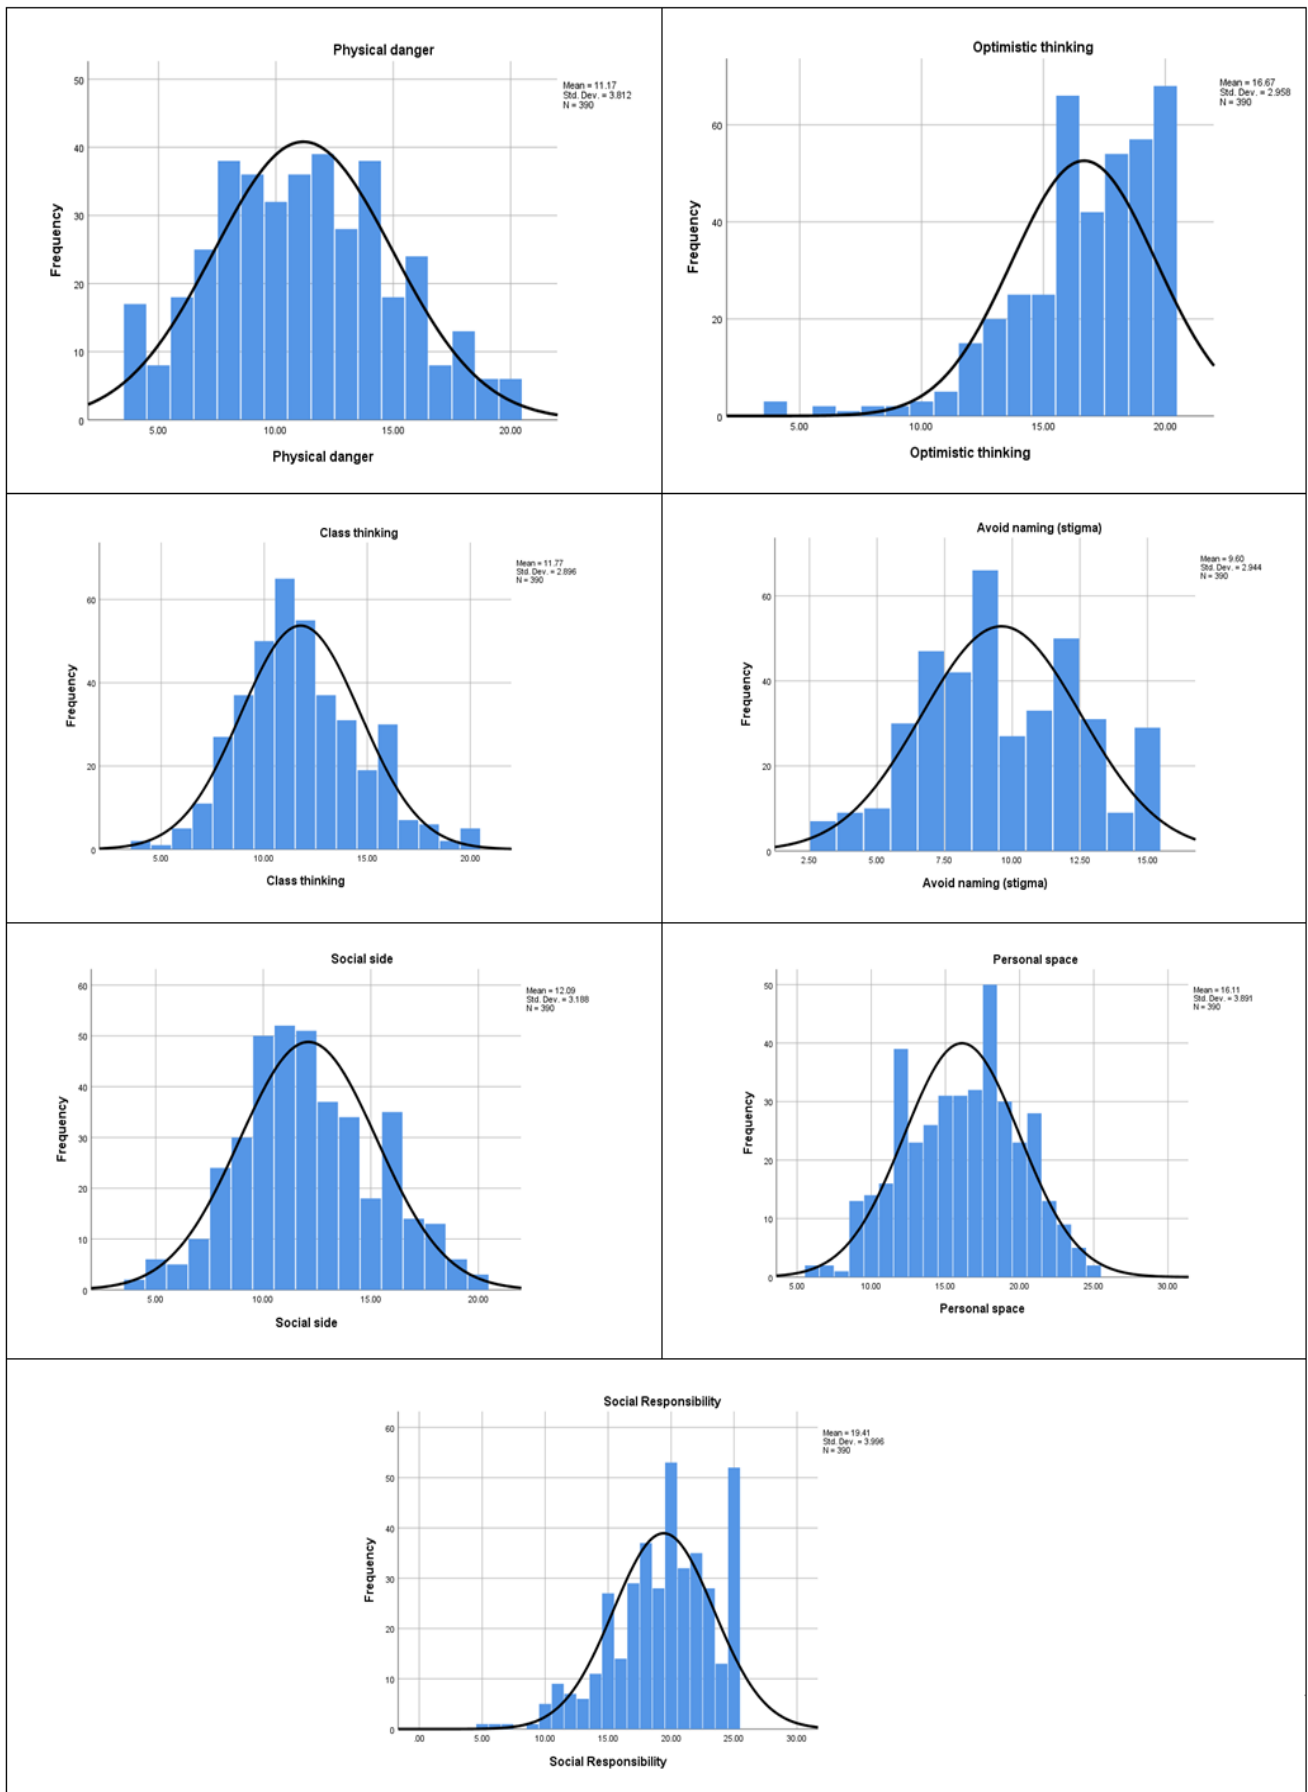 Physical danger
Mean = 11.17
Std. Dev. = 3.812
N = 390
50
40
30
20
10
0
Frequency
5.00 10.00 15.00 20.00
Physical danger
Optimistic thinking
Mean = 16.67
Std. Dev. = 2.958
N = 390
60
40
20
0
Frequency
5.00 10.00 15.00 20.00
Optimistic thinking
Class thinking
Mean = 11.77
Std. Dev. = 2.896
N = 390
60
40
20
0
Frequency
5.00 10.00 15.00 20.00
Class thinking
Avoid naming (stigma)
Mean = 9.60
Std. Dev. = 2.944
N = 390
60
40
20
0
Frequency
2.50 5.00 7.50 10.00 12.50 15.00
Avoid naming (stigma)
Social side
Mean = 12.09
Std. Dev. = 3.188
N = 390
60
50
40
30
20
10
0
Frequency
5.00 10.00 15.00 20.00
Social side
Personal space
Mean = 16.11
Std. Dev. = 3.891
N = 390
50
40
30
20
10
0
Frequency
5.00 10.00 15.00 20.00 25.00 30.00
Personal space
Social Responsibility
Mean = 19.41
Std. Dev. = 3.996
N = 390
60
50
40
30
20
10
0
Frequency
.00 5.00 10.00 15.00 20.00 25.00 30.00
Social Responsibility